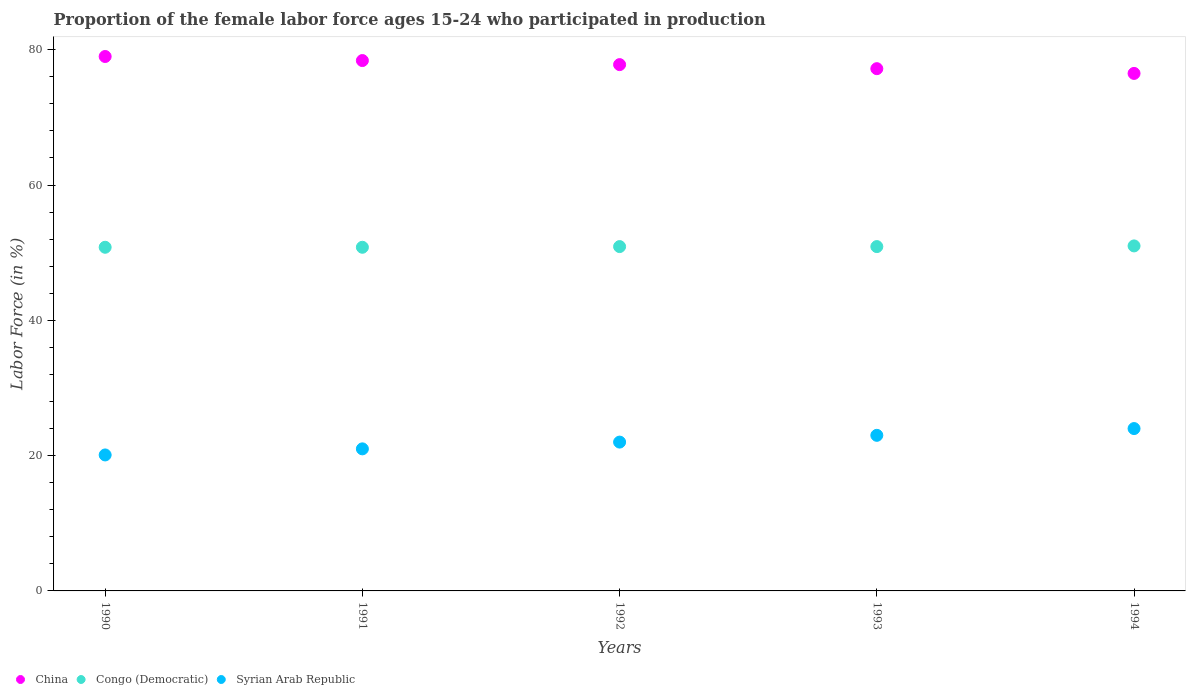 Proportion of the female labor force ages 15-24 who participated in production
Labor Force (in %)
80
60
40
20
0
1990
1991
1992
1993
1994
Years
China
Congo (Democratic)
Syrian Arab Republic